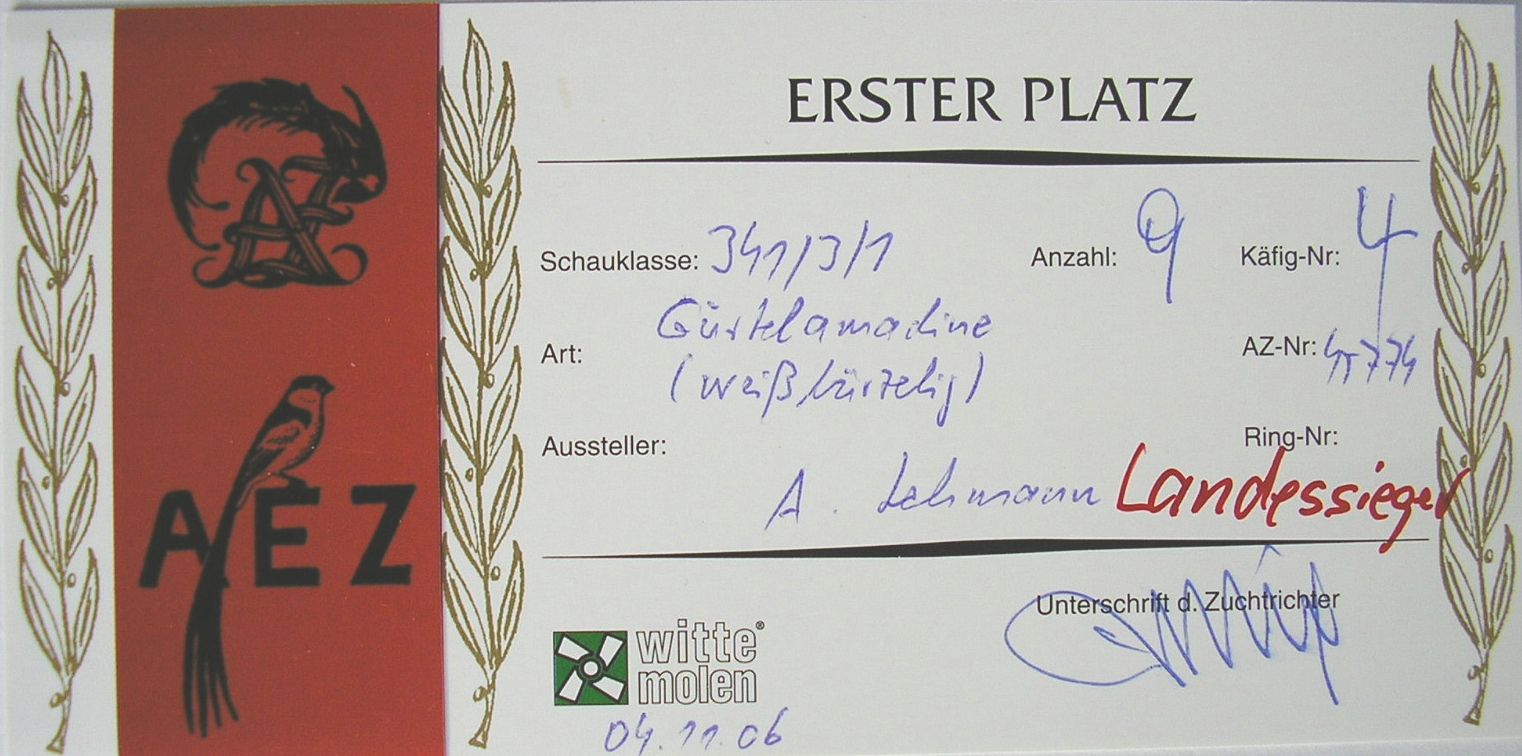 AZ
AEZ
ERSTER PLATZ
Schauklasse: 341/3/1 Anzahl: 9 Käfig-Nr: 4
Art: Gürtelamadine AZ-Nr: 45774
(weißbürzelig)
Aussteller: Ring-Nr:
A. Lehmann Landessieger
Unterschrift d. Zuchtrichter
witte®
molen
04.11.06